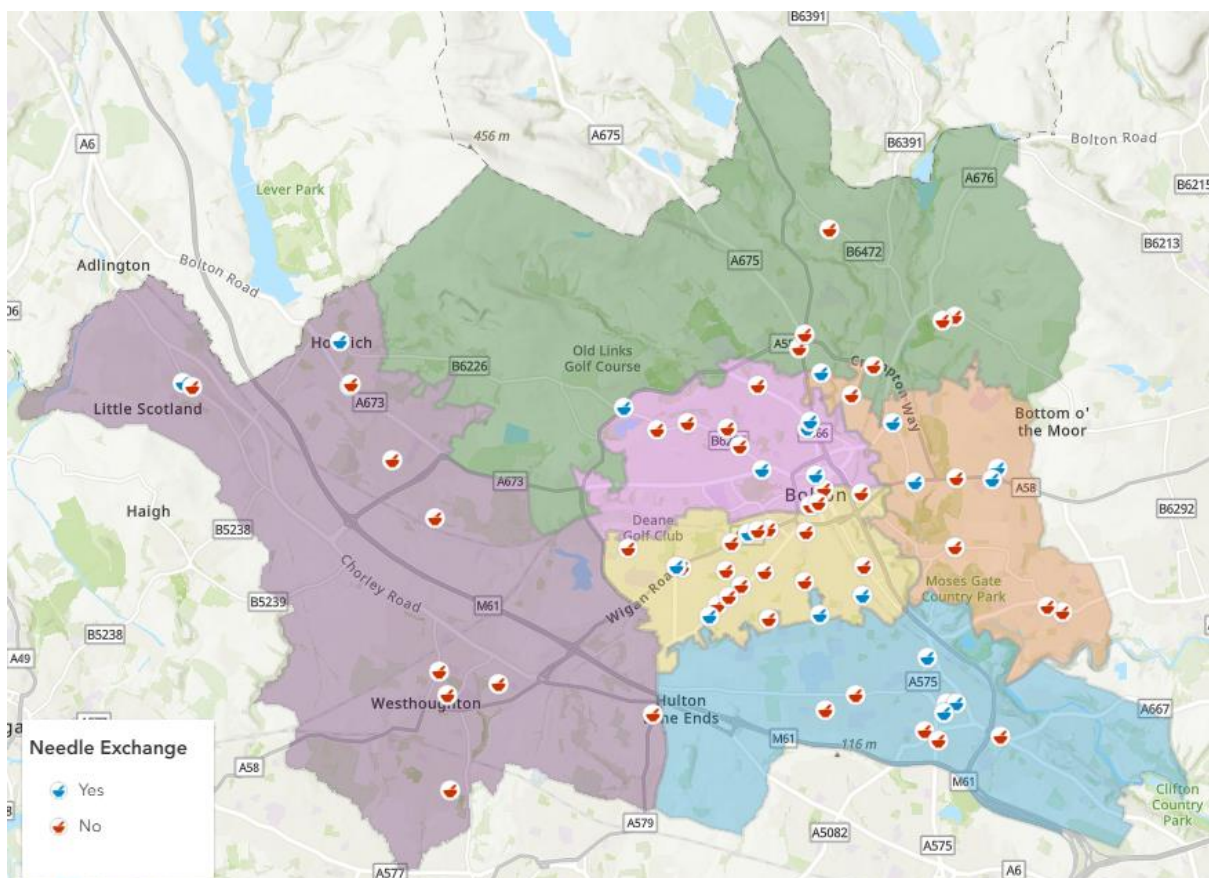 B6391
A6
456 m
A675
B6391
Bolton Road
B6215
Lever Park
A676
B6472
B6213
Adlington
Bolton Road
A675
Old Links
Golf Course
B6226
Little Scotland
A673
Crompton Way
Bottom o'
the Moor
A673
Bolton
A58
B6292
Haigh
B5238
Deane
Golf Club
Chorley Road
Wigan Road
M61
Moses Gate
Country Park
B5239
B5238
A49
A575
Westhoughton
Hulton
A667
M61
116 m
Needle Exchange
Yes
No
A58
M61
Clifton
Country
Park
A579
A5082
A575
A577
A6